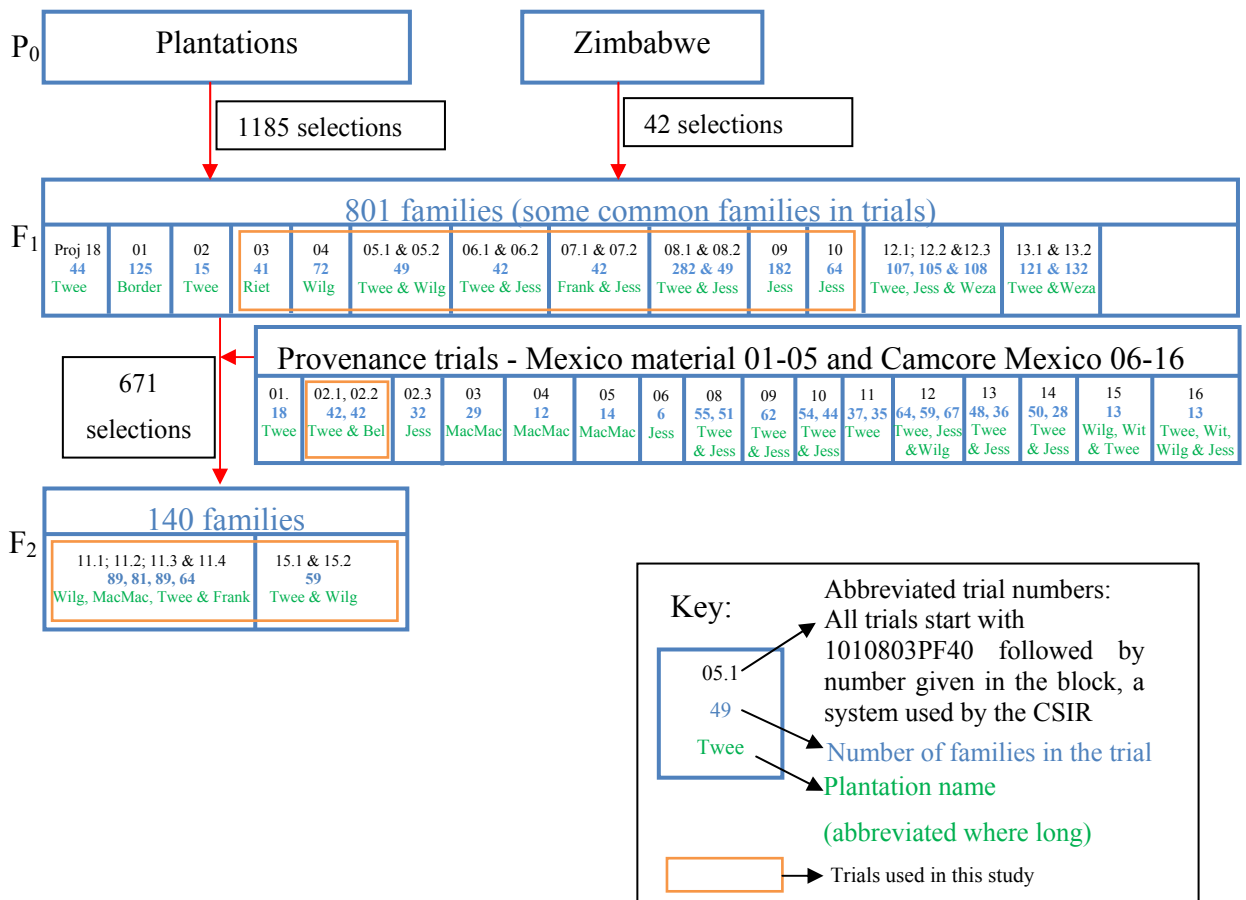 P0
Plantations
Zimbabwe
1185 selections
42 selections
F1
801 families (some common families in trials)
Proj 18
44
Twee
01
125
Border
02
15
Twee
03
41
Riet
04
72
Wilg
05.1 & 05.2
49
Twee & Wilg
06.1 & 06.2
42
Twee & Jess
07.1 & 07.2
42
Frank & Jess
08.1 & 08.2
282 & 49
Twee & Jess
09
182
Jess
10
64
Jess
12.1; 12.2 &12.3
107, 105 & 108
Twee, Jess & Weza
13.1 & 13.2
121 & 132
Twee &Weza
671
selections
Provenance trials - Mexico material 01-05 and Camcore Mexico 06-16
01.
18
Twee
02.1, 02.2
42, 42
Twee & Bel
02.3
32
Jess
03
29
MacMac
04
12
MacMac
05
14
MacMac
06
6
Jess
08
55, 51
Twee
& Jess
09
62
Twee
& Jess
10
54, 44
Twee
& Jess
11
37, 35
Twee
12
64, 59, 67
Twee, Jess
&Wilg
13
48, 36
Twee
& Jess
14
50, 28
Twee
& Jess
15
13
Wilg, Wit
& Twee
16
13
Twee, Wit,
Wilg & Jess
F2
140 families
11.1; 11.2; 11.3 & 11.4
89, 81, 89, 64
Wilg, MacMac, Twee & Frank
15.1 & 15.2
59
Twee & Wilg
Key:
05.1
49
Twee
Abbreviated trial numbers:
All trials start with
1010803PF40 followed by
number given in the block, a
system used by the CSIR
Number of families in the trial
Plantation name
(abbreviated where long)
Trials used in this study